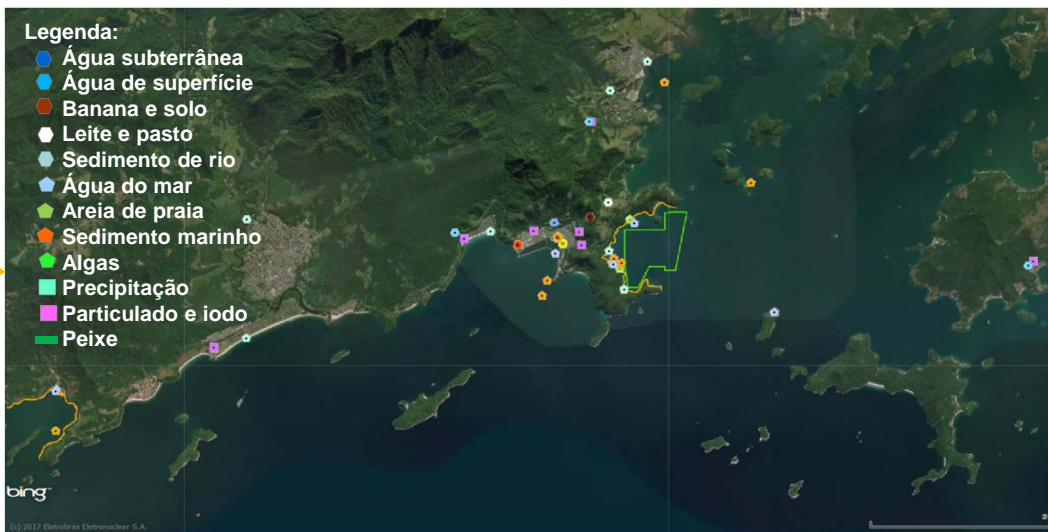 Legenda:
Água subterrânea
Água de superfície
Banana e solo
Leite e pasto
Sedimento de rio
Água do mar
Areia de praia
Sedimento marinho
Algas
Precipitação
Particulado e iodo
Peixe
bing
(c) 2017 Eletrobrás Eletronuclear S.A.